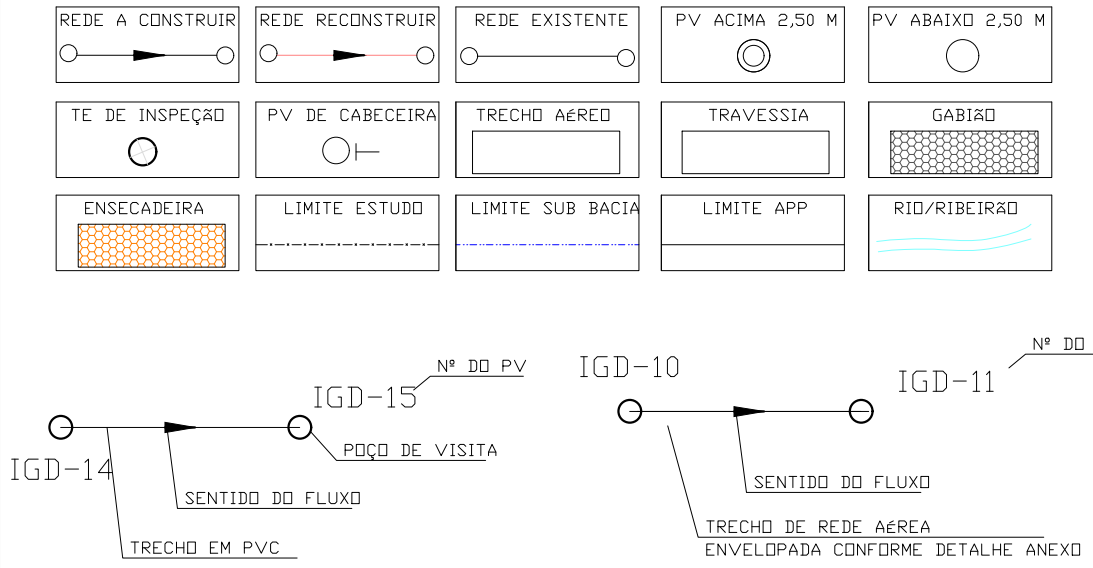 REDE A CONSTRUIR
REDE RECONSTRUIR
REDE EXISTENTE
PV ACIMA 2,50 M
PV ABAIXO 2,50 M
TE DE INSPEÇãO
PV DE CABECEIRA
TRECHO AéREO
TRAVESSIA
GABIãO
ENSECADEIRA
LIMITE ESTUDO
LIMITE SUB BACIA
LIMITE APP
RIO/RIBEIRãO
Nº DO PV
IGD-15
IGD-14
POÇO DE VISITA
SENTIDO DO FLUXO
TRECHO EM PVC
Nº DO
IGD-10
IGD-11
SENTIDO DO FLUXO
TRECHO DE REDE AéREA
ENVELOPADA CONFORME DETALHE ANEXO